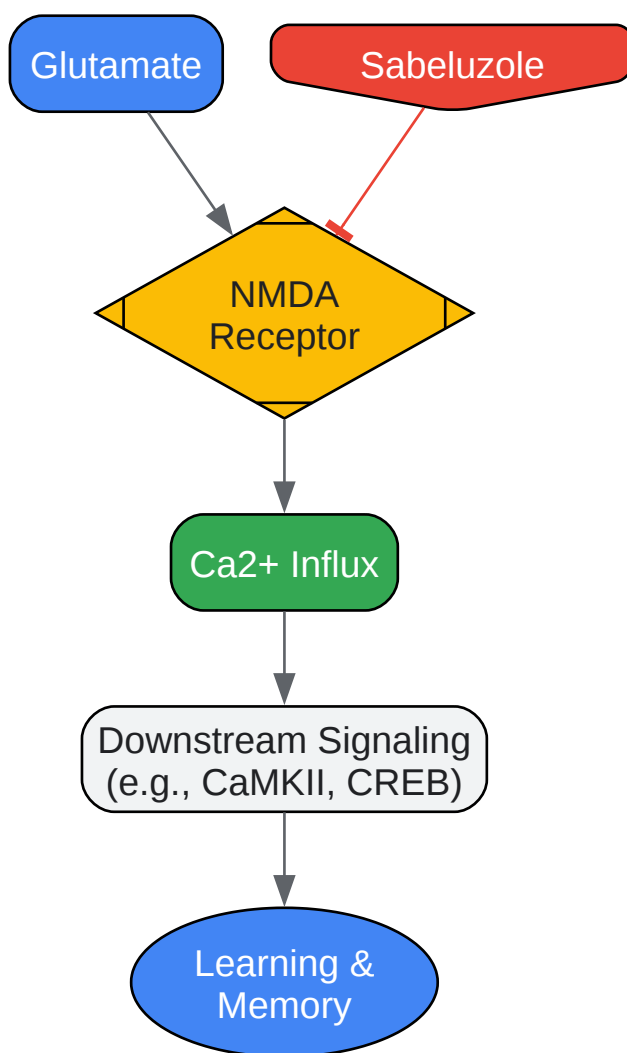 Glutamate
Sabeluzole
NMDA
Receptor
Ca2+ Influx
Downstream Signaling
(e.g., CaMKII, CREB)
Learning &
Memory